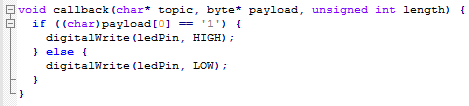 void callback(char* topic, byte* payload, unsigned int length) {
  if ((char)payload[0] == '1') {
    digitalWrite(ledPin, HIGH);
  } else {
    digitalWrite(ledPin, LOW);
  }
}